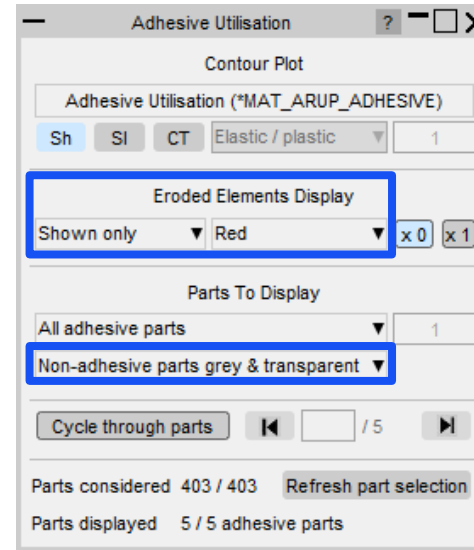 Adhesive Utilisation ?
Contour Plot
Adhesive Utilisation (*MAT_ARUP_ADHESIVE)
Sh SI CT Elastic / plastic 1
Eroded Elements Display
Shown only Red x 0 x 1
Parts To Display
All adhesive parts 1
Non-adhesive parts grey & transparent
Cycle through parts / 5
Parts considered 403 / 403 Refresh part selection
Parts displayed 5 / 5 adhesive parts